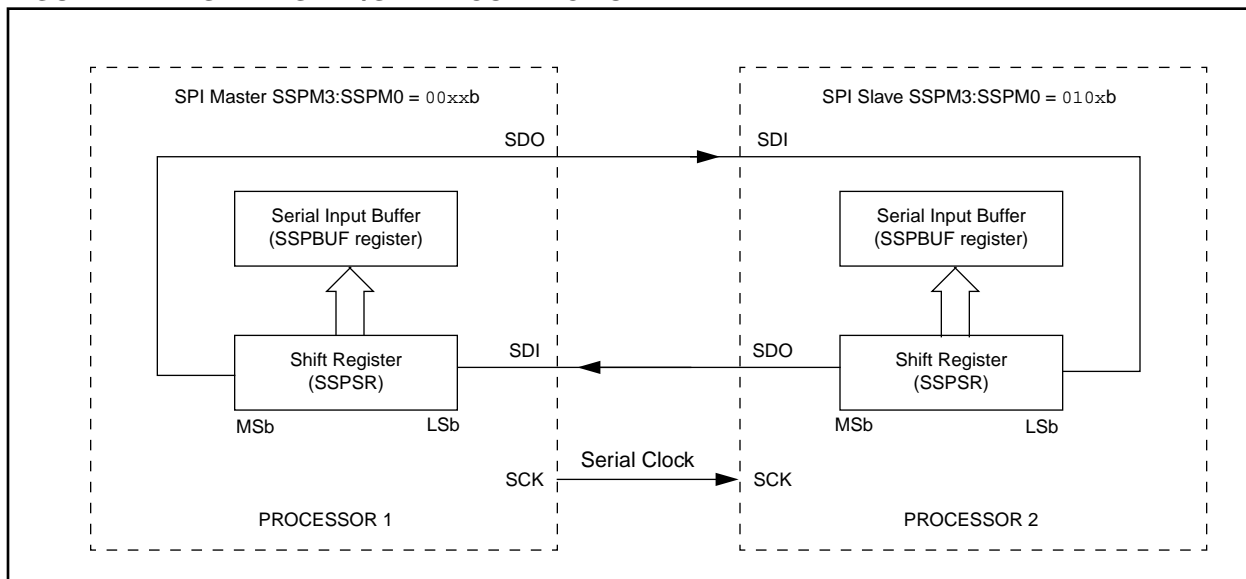 SPI Master SSPM3:SSPM0 = 00xxb
SPI Slave SSPM3:SSPM0 = 010xb
SDO
SDI
Serial Input Buffer
(SSPBUF register)
Serial Input Buffer
(SSPBUF register)
Shift Register
(SSPSR)
SDI
SDO
Shift Register
(SSPSR)
MSb
LSb
MSb
LSb
Serial Clock
SCK
SCK
PROCESSOR 1
PROCESSOR 2